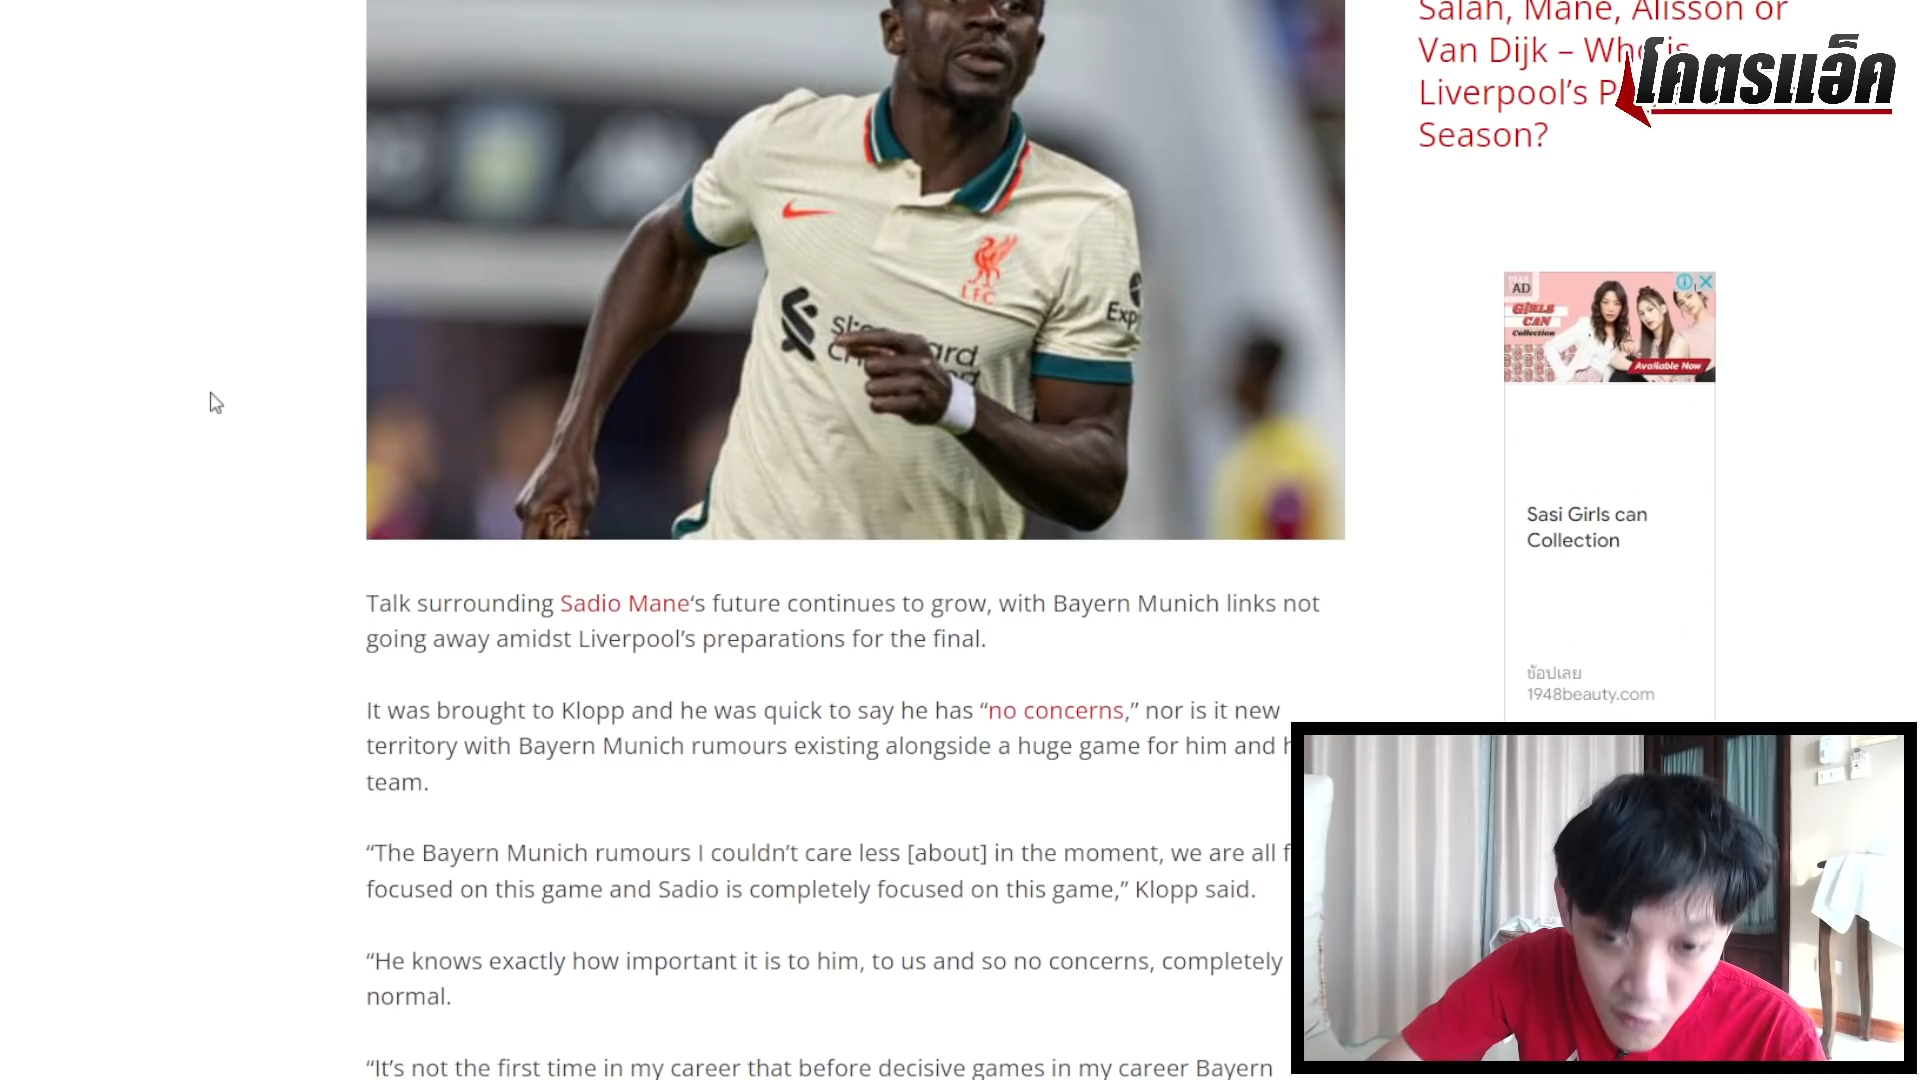 Salah, Mane, Alisson or
Van Dijk – Who is
Liverpool’s
Season?
โคตรแอ็ค
LFC
Exp
AD
GIRLS
CAN
Collection
Available Now
Sasi Girls can
Collection
ช้อปเลย
1948beauty.com
Talk surrounding Sadio Mane‘s future continues to grow, with Bayern Munich links not
going away amidst Liverpool’s preparations for the final.
It was brought to Klopp and he was quick to say he has “no concerns,” nor is it new
territory with Bayern Munich rumours existing alongside a huge game for him and
team.
“The Bayern Munich rumours I couldn’t care less [about] in the moment, we are all
focused on this game and Sadio is completely focused on this game,” Klopp said.
“He knows exactly how important it is to him, to us and so no concerns, completely
normal.
“It’s not the first time in my career that before decisive games in my career Bayern